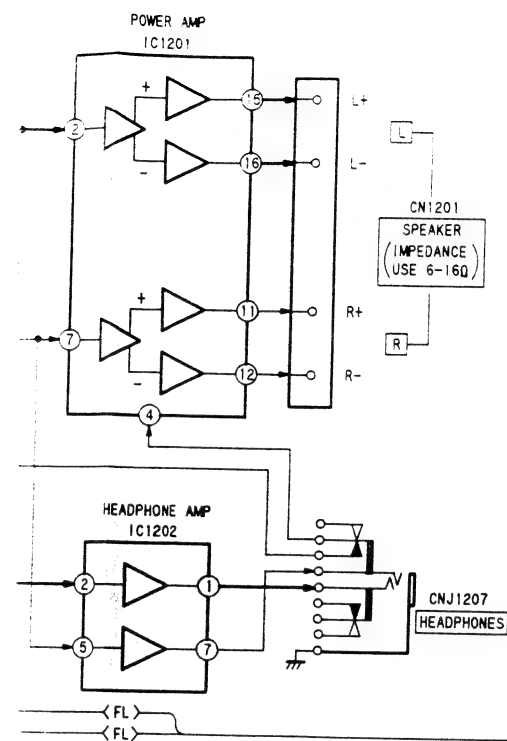 POWER AMP
IC1201
+
15
L+
2
L
-
16
L-
CN1201
SPEAKER
(IMPEDANCE
USE 6-16Ω)
+
11
R+
7
R
-
12
R-
4
HEADPHONE AMP
IC1202
2
1
CNJ1207
HEADPHONES
5
7
FL
FL